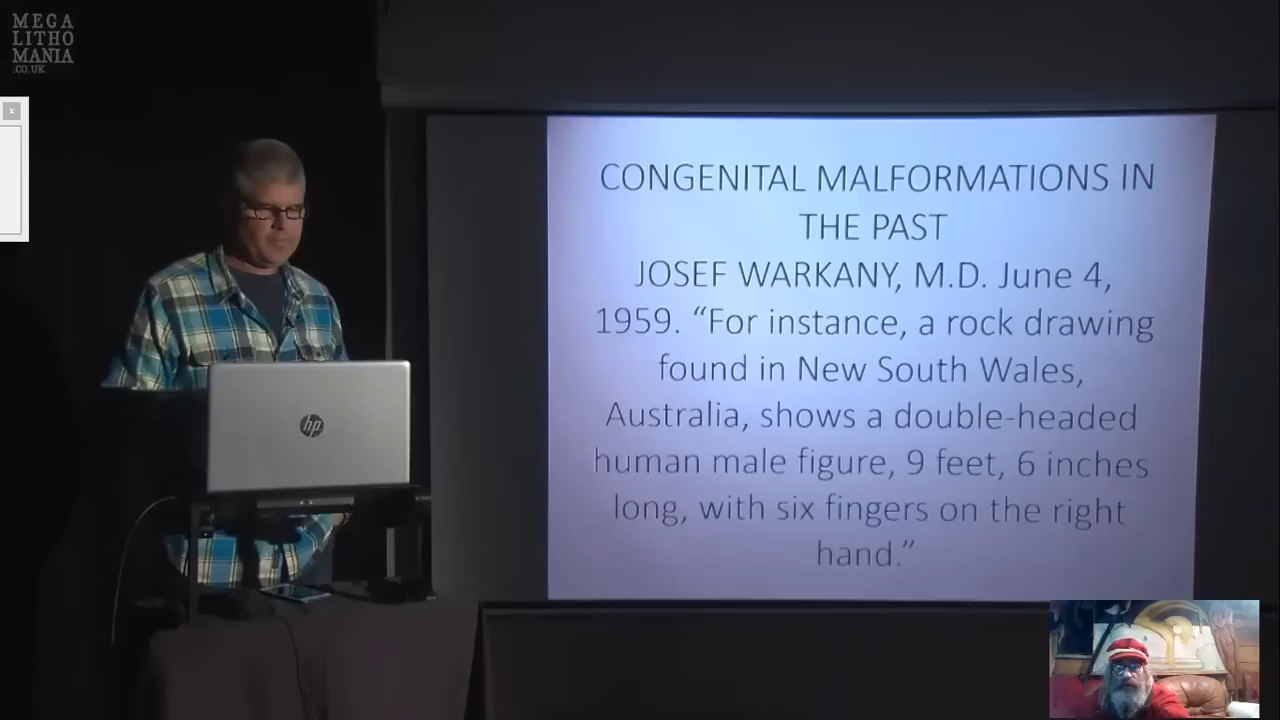 MEGA
LITHO
MANIA
.CO.UK
x
CONGENITAL MALFORMATIONS IN
THE PAST
JOSEF WARKANY, M.D. June 4,
1959. “For instance, a rock drawing
found in New South Wales,
Australia, shows a double-headed
human male figure, 9 feet, 6 inches
long, with six fingers on the right
hand.”
hp